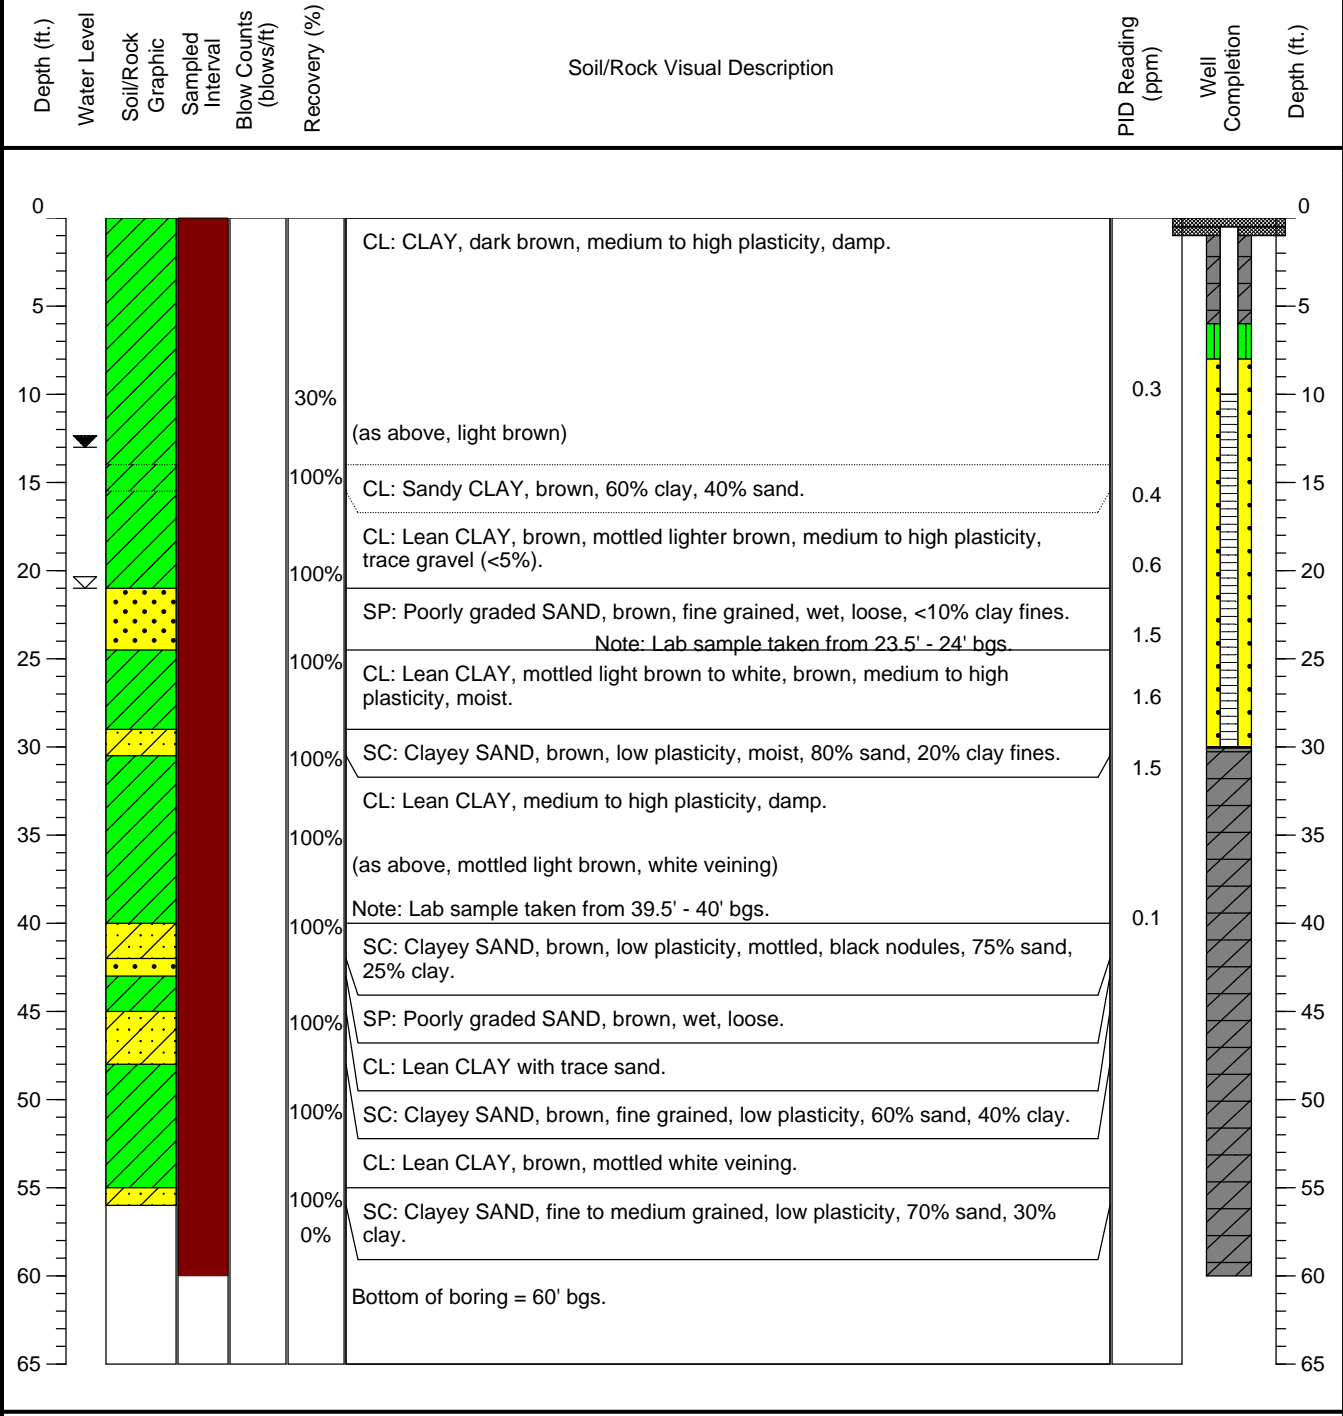 Depth (ft.)
Water Level
Soil/Rock
Graphic
Sampled
Interval
Blow Counts
(blows/ft)
Recovery (%)
Soil/Rock Visual Description
PID Reading
(ppm)
Well
Completion
Depth (ft.)
0
0
CL: CLAY, dark brown, medium to high plasticity, damp.
5
5
10
30%
0.3
10
(as above, light brown)
15
100%
CL: Sandy CLAY, brown, 60% clay, 40% sand.
0.4
15
CL: Lean CLAY, brown, mottled lighter brown, medium to high plasticity,
trace gravel (<5%).
0.6
20
100%
20
SP: Poorly graded SAND, brown, fine grained, wet, loose, <10% clay fines.
1.5
Note: Lab sample taken from 23.5' - 24' bgs.
25
100%
25
CL: Lean CLAY, mottled light brown to white, brown, medium to high
plasticity, moist.
1.6
30
100%
SC: Clayey SAND, brown, low plasticity, moist, 80% sand, 20% clay fines.
1.5
30
CL: Lean CLAY, medium to high plasticity, damp.
35
100%
35
(as above, mottled light brown, white veining)
Note: Lab sample taken from 39.5' - 40' bgs.
0.1
40
100%
40
SC: Clayey SAND, brown, low plasticity, mottled, black nodules, 75% sand,
25% clay.
45
100%
SP: Poorly graded SAND, brown, wet, loose.
45
CL: Lean CLAY with trace sand.
50
100%
SC: Clayey SAND, brown, fine grained, low plasticity, 60% sand, 40% clay.
50
CL: Lean CLAY, brown, mottled white veining.
55
100%
55
SC: Clayey SAND, fine to medium grained, low plasticity, 70% sand, 30%
clay.
0%
60
60
Bottom of boring = 60' bgs.
65
65